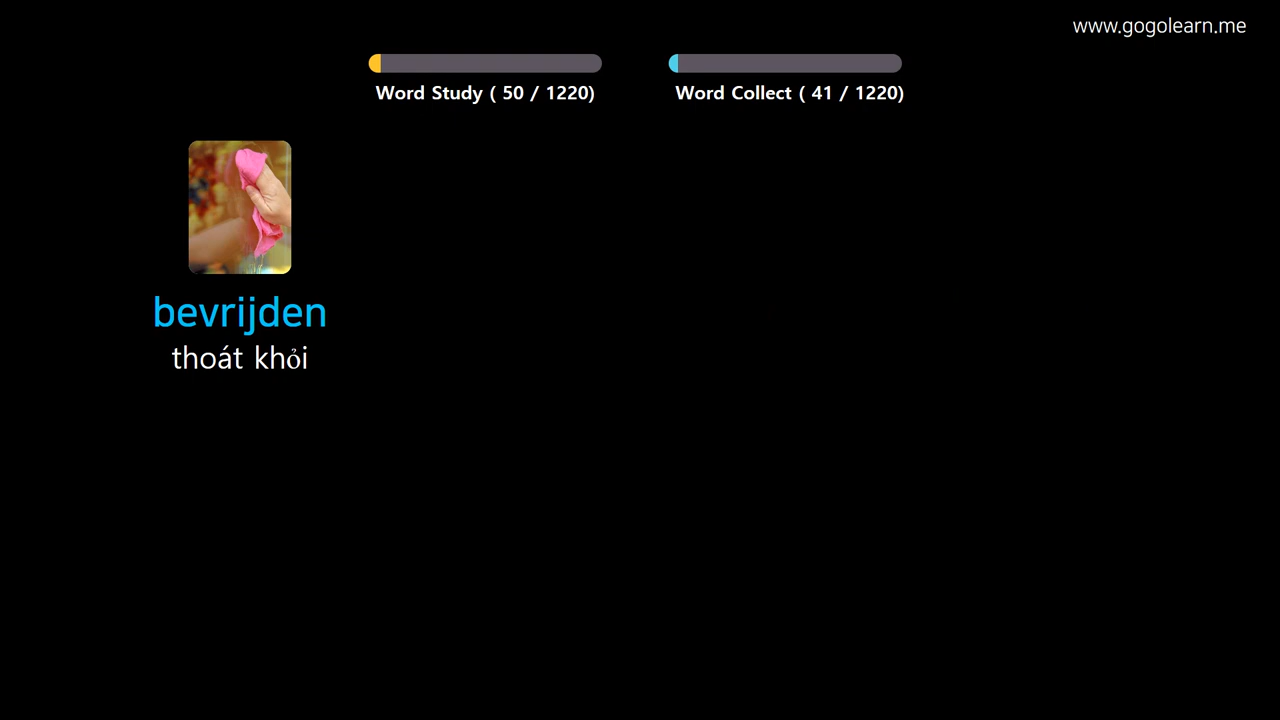 www.gogolearn.me
Word Study ( 50 / 1220)
Word Collect ( 41 / 1220)
bevrijden
thoát khỏi